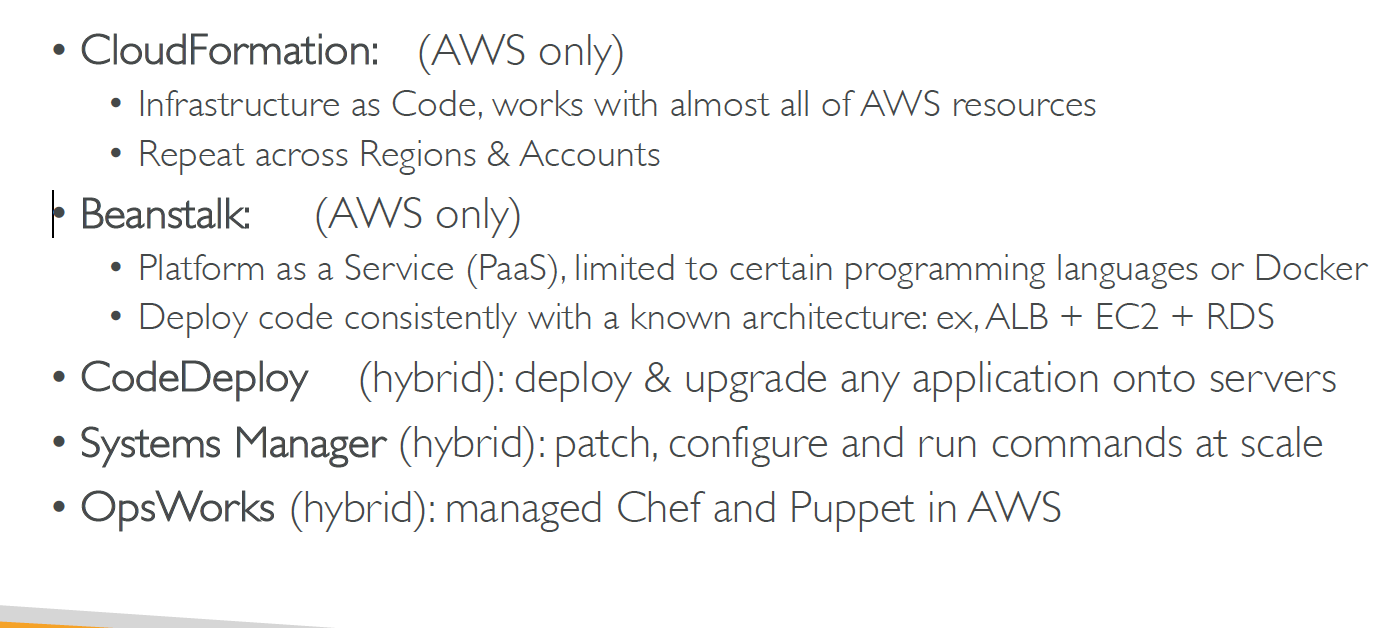 • CloudFormation: (AWS only)
• Infrastructure as Code, works with almost all of AWS resources
• Repeat across Regions & Accounts
• Beanstalk: (AWS only)
• Platform as a Service (PaaS), limited to certain programming languages or Docker
• Deploy code consistently with a known architecture: ex, ALB + EC2 + RDS
• CodeDeploy (hybrid): deploy & upgrade any application onto servers
• Systems Manager (hybrid): patch, configure and run commands at scale
• OpsWorks (hybrid): managed Chef and Puppet in AWS